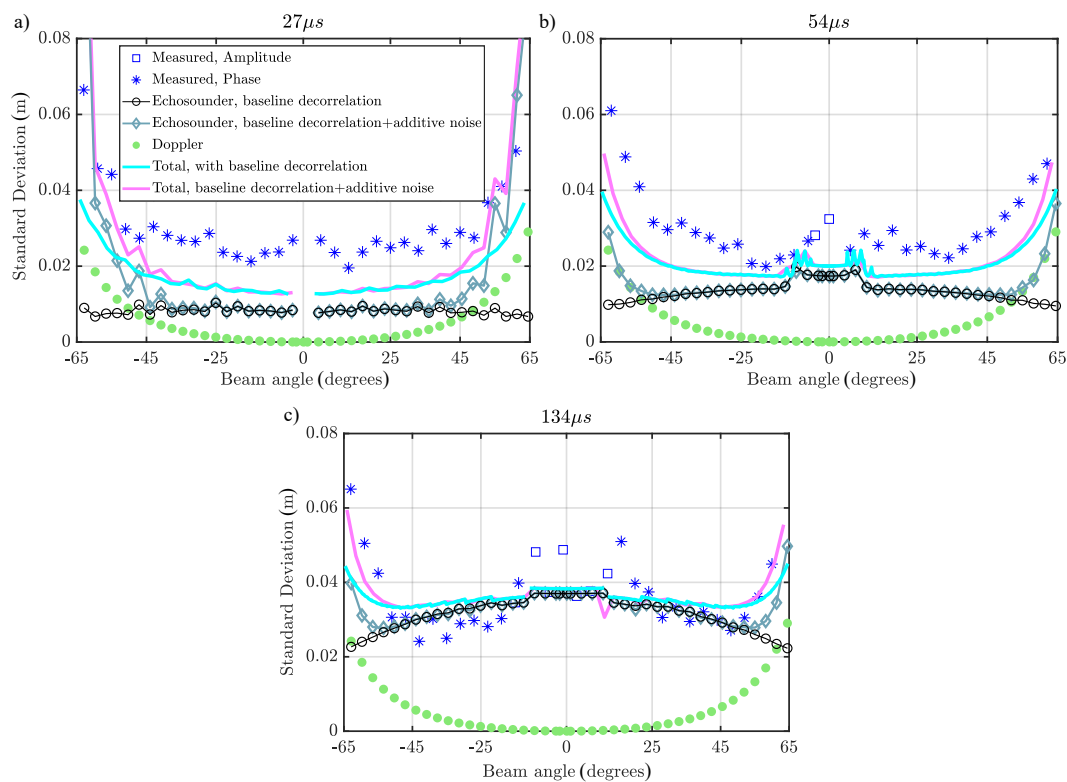 a)
27μs
0.08
0.06
0.04
0.02
0
Standard Deviation (m)
Measured, Amplitude
Measured, Phase
Echosounder, baseline decorrelation
Echosounder, baseline decorrelation+additive noise
Doppler
Total, with baseline decorrelation
Total, baseline decorrelation+additive noise
-65 -45 -25 0 25 45 65
Beam angle (degrees)
b)
54μs
0.08
0.06
0.04
0.02
0
Standard Deviation (m)
-65 -45 -25 0 25 45 65
Beam angle (degrees)
c)
134μs
0.08
0.06
0.04
0.02
0
Standard Deviation (m)
-65 -45 -25 0 25 45 65
Beam angle (degrees)